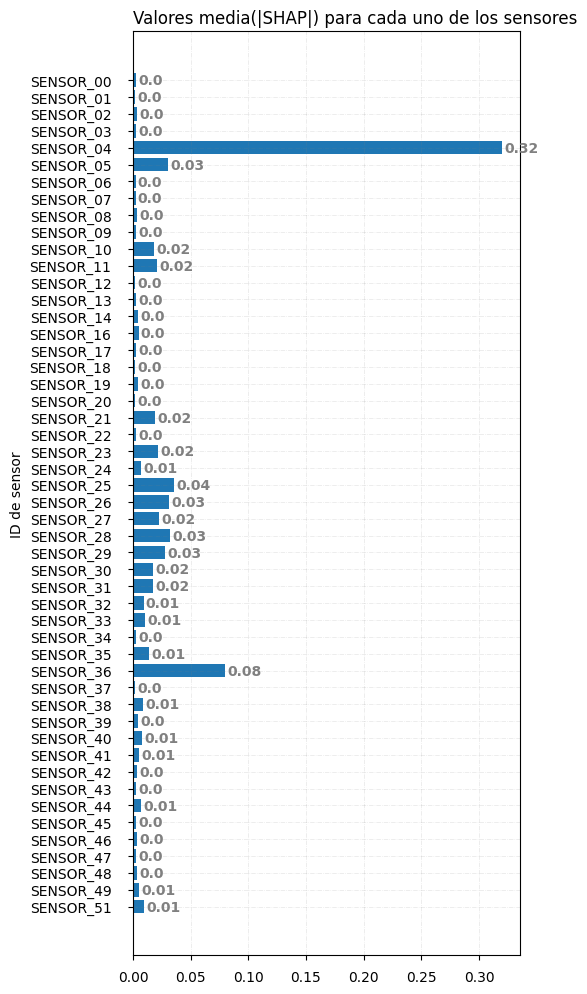 Valores media(|SHAP|) para cada uno de los sensores
ID de sensor
SENSOR_00 0.0
SENSOR_01 0.0
SENSOR_02 0.0
SENSOR_03 0.0
SENSOR_04 0.32
SENSOR_05 0.03
SENSOR_06 0.0
SENSOR_07 0.0
SENSOR_08 0.0
SENSOR_09 0.0
SENSOR_10 0.02
SENSOR_11 0.02
SENSOR_12 0.0
SENSOR_13 0.0
SENSOR_14 0.0
SENSOR_16 0.0
SENSOR_17 0.0
SENSOR_18 0.0
SENSOR_19 0.0
SENSOR_20 0.0
SENSOR_21 0.02
SENSOR_22 0.0
SENSOR_23 0.02
SENSOR_24 0.01
SENSOR_25 0.04
SENSOR_26 0.03
SENSOR_27 0.02
SENSOR_28 0.03
SENSOR_29 0.03
SENSOR_30 0.02
SENSOR_31 0.02
SENSOR_32 0.01
SENSOR_33 0.01
SENSOR_34 0.0
SENSOR_35 0.01
SENSOR_36 0.08
SENSOR_37 0.0
SENSOR_38 0.01
SENSOR_39 0.0
SENSOR_40 0.01
SENSOR_41 0.01
SENSOR_42 0.0
SENSOR_43 0.0
SENSOR_44 0.01
SENSOR_45 0.0
SENSOR_46 0.0
SENSOR_47 0.0
SENSOR_48 0.0
SENSOR_49 0.01
SENSOR_51 0.01
0.00 0.05 0.10 0.15 0.20 0.25 0.30